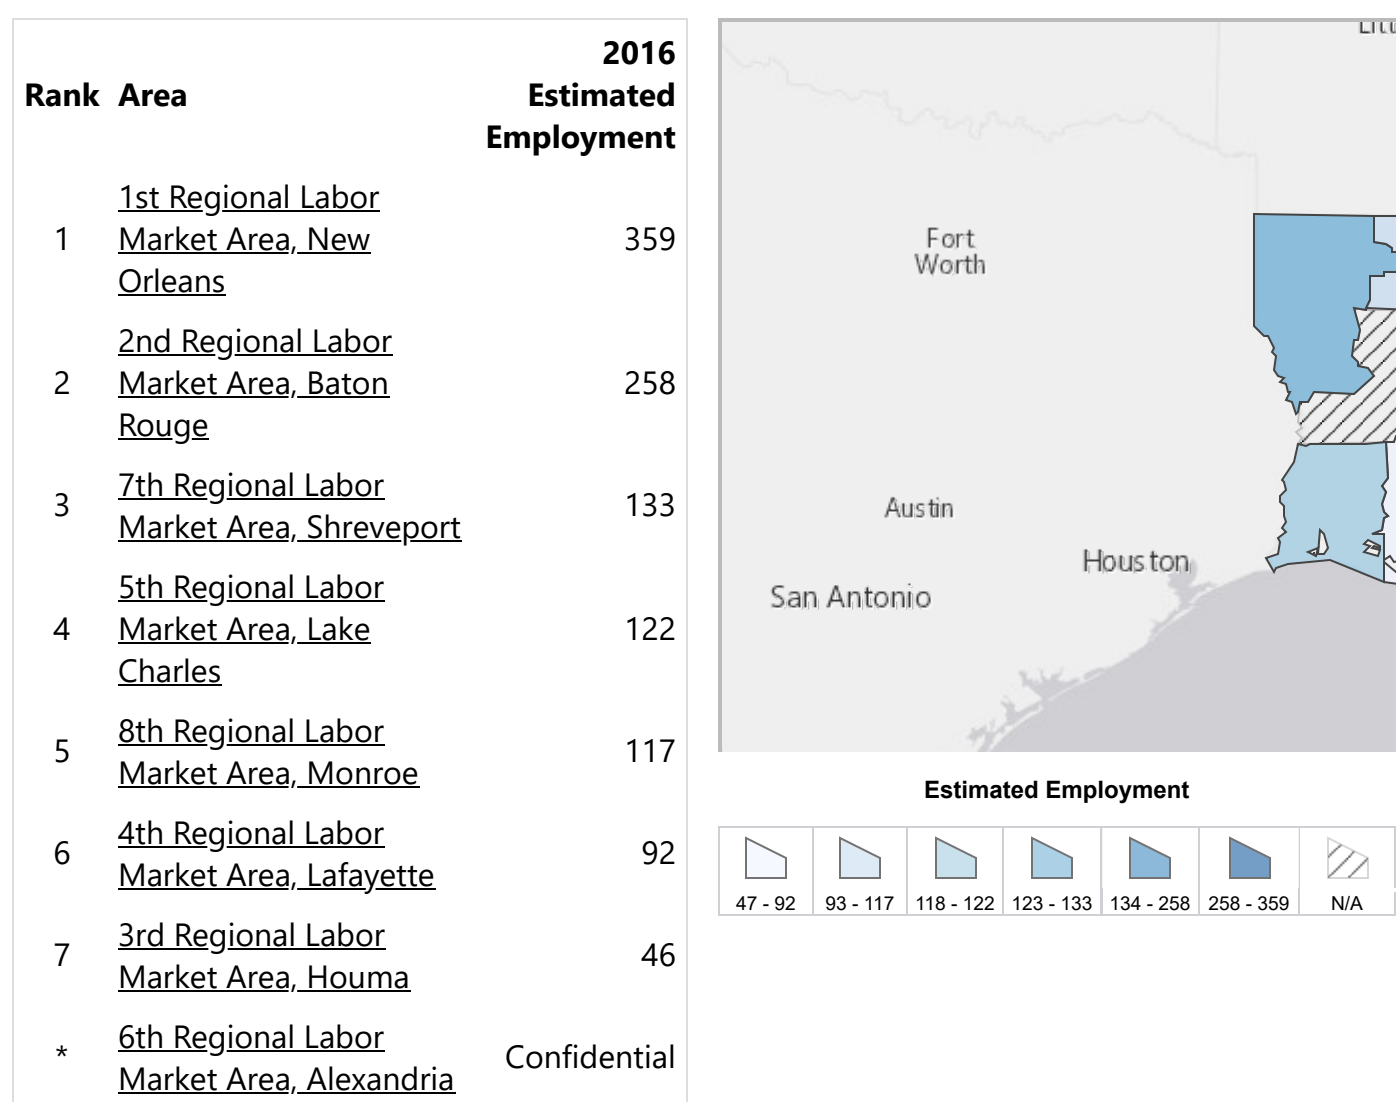 2016
Rank Area Estimated
Employment
1st Regional Labor
1 Market Area, New 359
Orleans
2nd Regional Labor
2 Market Area, Baton 258
Rouge
7th Regional Labor
3 Market Area, Shreveport 133
5th Regional Labor
4 Market Area, Lake 122
Charles
8th Regional Labor
5 Market Area, Monroe 117
4th Regional Labor
6 Market Area, Lafayette 92
3rd Regional Labor
7 Market Area, Houma 46
6th Regional Labor
* Market Area, Alexandria Confidential
Fort
Worth
Austin
Houston
San Antonio
Estimated Employment
47 - 92 93 - 117 118 - 122 123 - 133 134 - 258 258 - 359 N/A